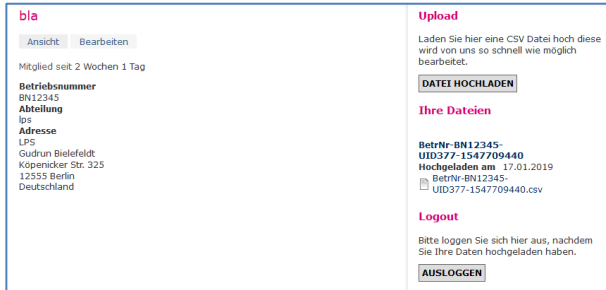 bla
Ansicht Bearbeiten
Mitglied seit 2 Wochen 1 Tag
Betriebsnummer
BN12345
Abteilung
lps
Adresse
LPS
Gudrun Bielefeldt
Köpenicker Str. 325
12555 Berlin
Deutschland
Upload
Laden Sie hier eine CSV Datei hoch diese
wird von uns so schnell wie möglich
bearbeitet.
DATEI HOCHLADEN
Ihre Dateien
BetrNr-BN12345-
UID377-1547709440
Hochgeladen am 17.01.2019
BetrNr-BN12345-
UID377-1547709440.csv
Logout
Bitte loggen Sie sich hier aus, nachdem
Sie Ihre Daten hochgeladen haben.
AUSLOGGEN